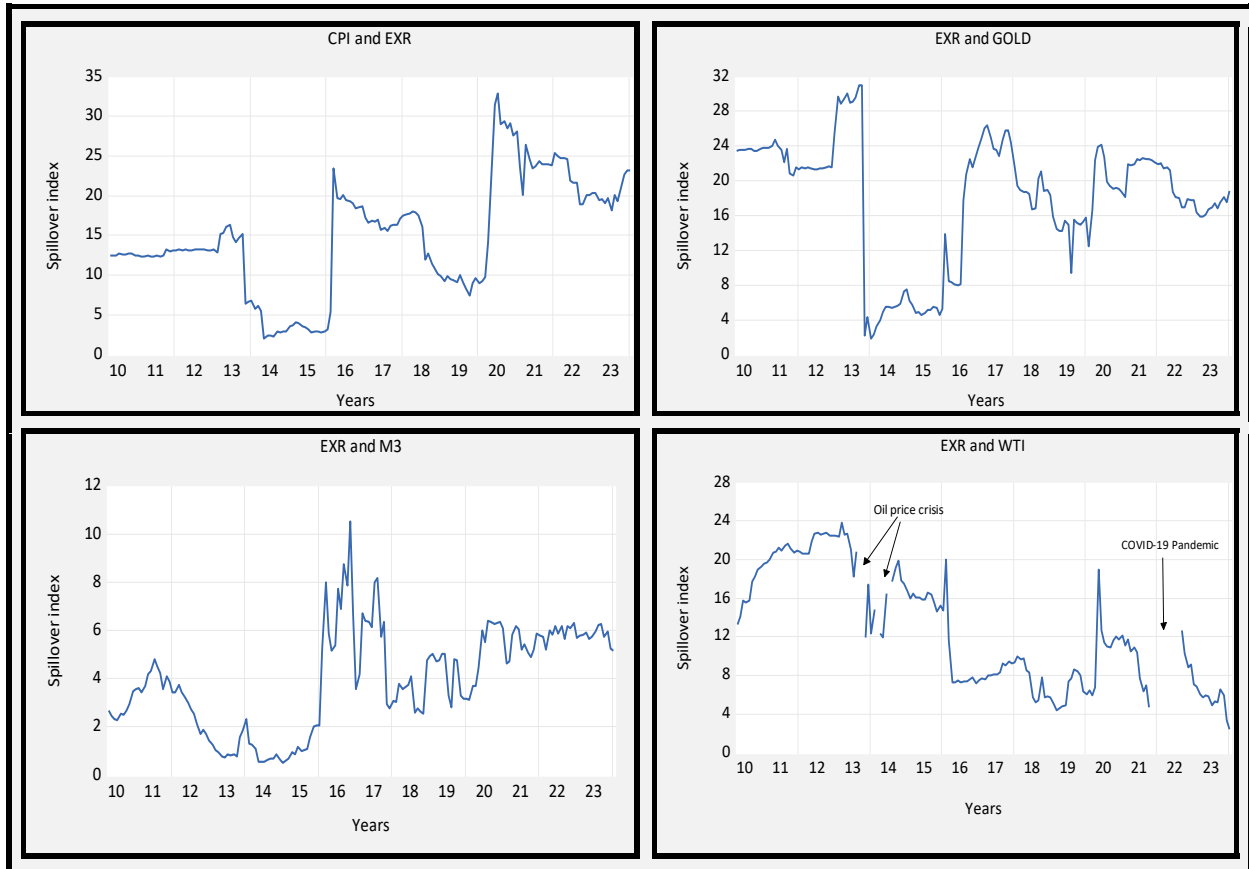 CPI and EXR
35
30
25
20
15
10
5
0
Spillover index
10 11 12 13 14 15 16 17 18 19 20 21 22 23
Years
EXR and GOLD
32
28
24
20
16
12
8
4
0
Spillover index
10 11 12 13 14 15 16 17 18 19 20 21 22 23
Years
EXR and M3
12
10
8
6
4
2
0
Spillover index
10 11 12 13 14 15 16 17 18 19 20 21 22 23
Years
EXR and WTI
28
24
20
16
12
8
4
0
Spillover index
Oil price crisis
COVID-19 Pandemic
10 11 12 13 14 15 16 17 18 19 20 21 22 23
Years